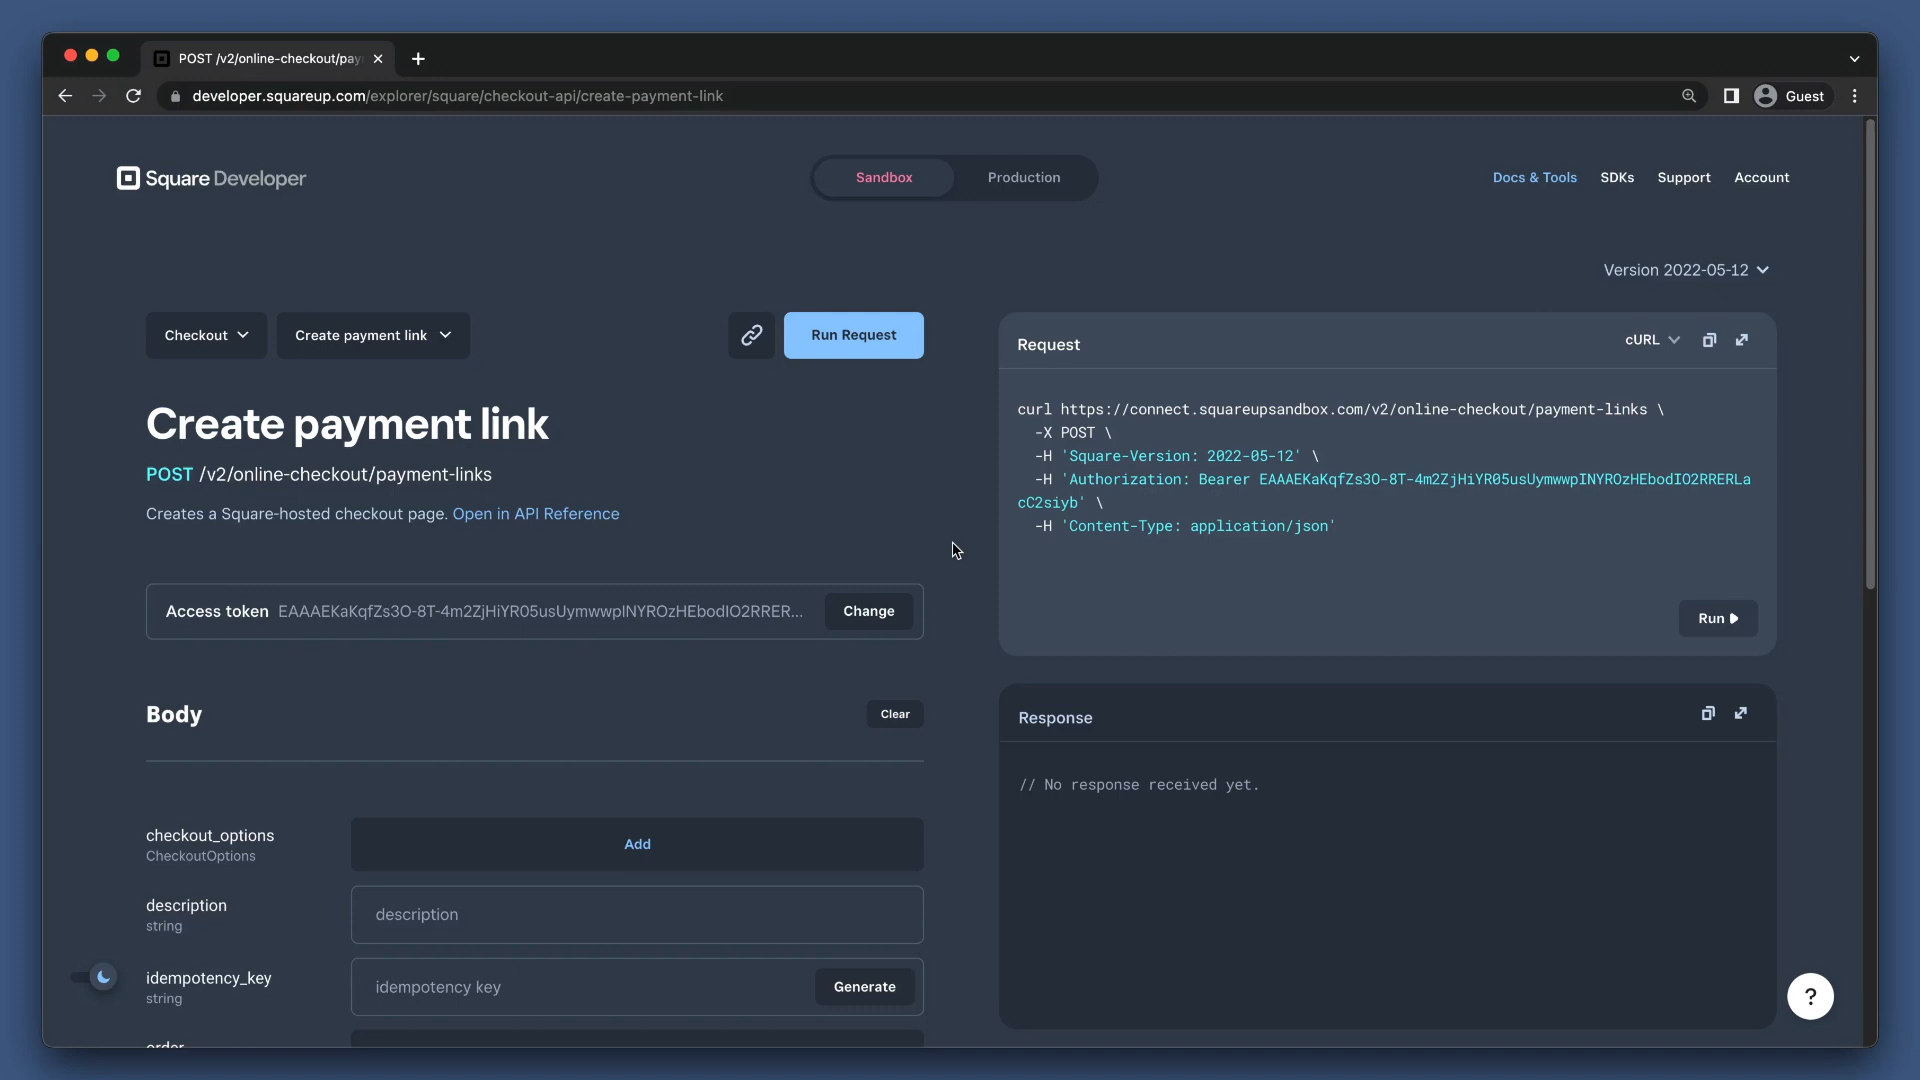 POST /v2/online-checkout/pay
developer.squareup.com/explorer/square/checkout-api/create-payment-link
Guest
Square Developer
Sandbox
Production
Docs & Tools
SDKs
Support
Account
Version 2022-05-12
Checkout
Create payment link
Run Request
Create payment link
POST /v2/online-checkout/payment-links
Creates a Square-hosted checkout page. Open in API Reference
Access token EAAAEKaKqfZs3O-8T-4m2ZjHiYR05usUymwwpINYROzHEbodIO2RRER...
Change
Body
Clear
checkout_options
CheckoutOptions
Add
description
string
description
idempotency_key
string
idempotency key
Generate
order
Request
cURL
curl https://connect.squareupsandbox.com/v2/online-checkout/payment-links \
-X POST \
-H 'Square-Version: 2022-05-12' \
-H 'Authorization: Bearer EAAAEKaKqfZs3O-8T-4m2ZjHiYR05usUymwwpINYROzHEbodIO2RRERLa
cC2siyb' \
-H 'Content-Type: application/json'
Run
Response
// No response received yet.
?